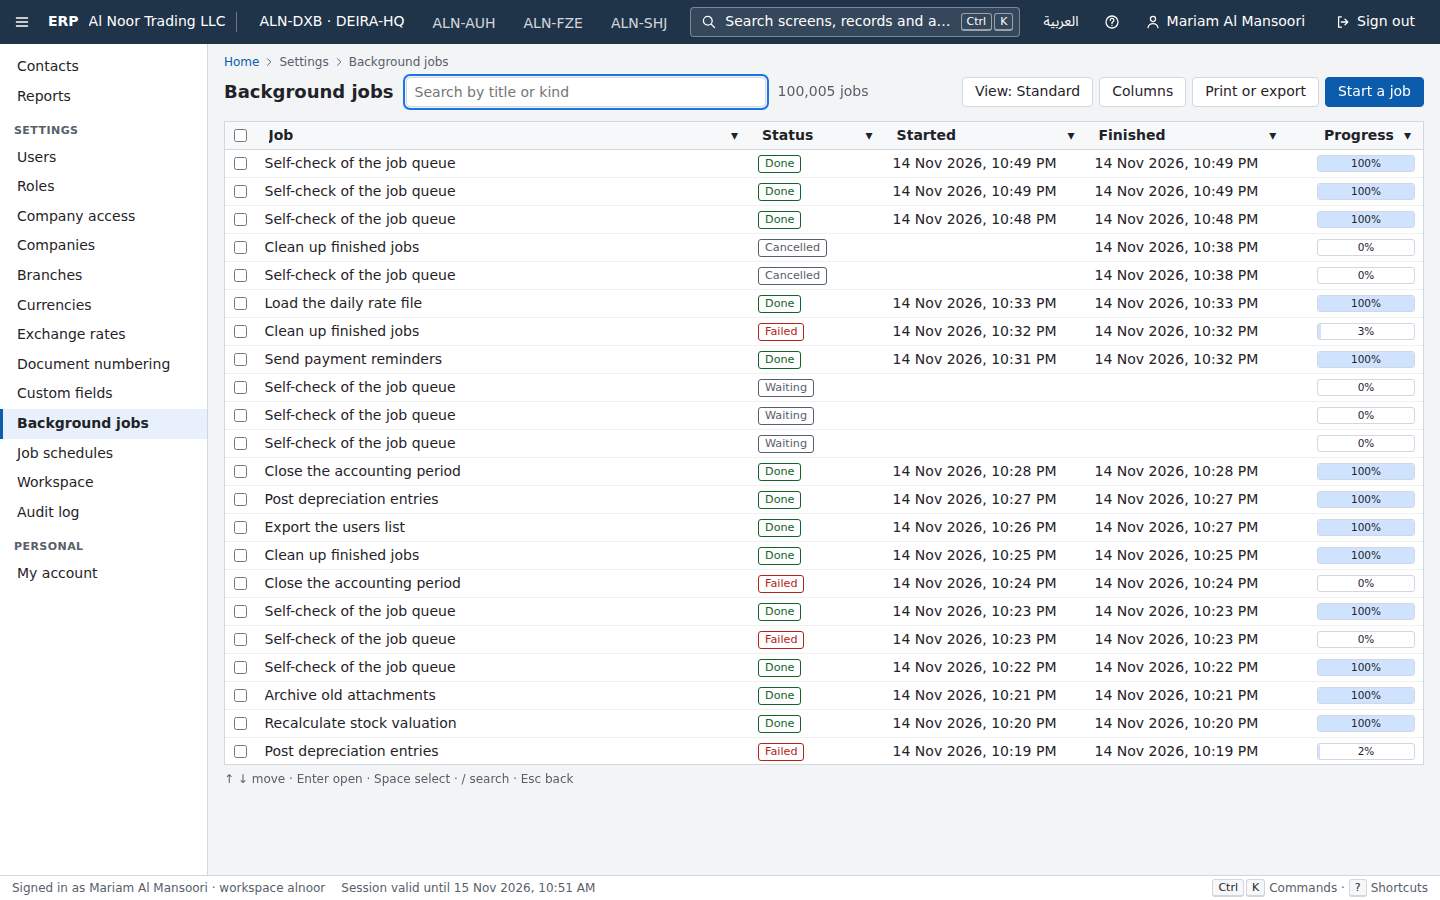 ERP Al Noor Trading LLC ALN-DXB · DEIRA-HQ ALN-AUH ALN-FZE ALN-SHJ Search screens, records and a… Ctrl K العربية Mariam Al Mansoori Sign out
Contacts
Reports
SETTINGS
Users
Roles
Company access
Companies
Branches
Currencies
Exchange rates
Document numbering
Custom fields
Background jobs
Job schedules
Workspace
Audit log
PERSONAL
My account
Home > Settings > Background jobs
Background jobs Search by title or kind 100,005 jobs View: Standard Columns Print or export Start a job
Job ▼ Status ▼ Started ▼ Finished ▼ Progress ▼
Self-check of the job queue Done 14 Nov 2026, 10:49 PM 14 Nov 2026, 10:49 PM 100%
Self-check of the job queue Done 14 Nov 2026, 10:49 PM 14 Nov 2026, 10:49 PM 100%
Self-check of the job queue Done 14 Nov 2026, 10:48 PM 14 Nov 2026, 10:48 PM 100%
Clean up finished jobs Cancelled 14 Nov 2026, 10:38 PM 0%
Self-check of the job queue Cancelled 14 Nov 2026, 10:38 PM 0%
Load the daily rate file Done 14 Nov 2026, 10:33 PM 14 Nov 2026, 10:33 PM 100%
Clean up finished jobs Failed 14 Nov 2026, 10:32 PM 14 Nov 2026, 10:32 PM 3%
Send payment reminders Done 14 Nov 2026, 10:31 PM 14 Nov 2026, 10:32 PM 100%
Self-check of the job queue Waiting 0%
Self-check of the job queue Waiting 0%
Self-check of the job queue Waiting 0%
Close the accounting period Done 14 Nov 2026, 10:28 PM 14 Nov 2026, 10:28 PM 100%
Post depreciation entries Done 14 Nov 2026, 10:27 PM 14 Nov 2026, 10:27 PM 100%
Export the users list Done 14 Nov 2026, 10:26 PM 14 Nov 2026, 10:27 PM 100%
Clean up finished jobs Done 14 Nov 2026, 10:25 PM 14 Nov 2026, 10:25 PM 100%
Close the accounting period Failed 14 Nov 2026, 10:24 PM 14 Nov 2026, 10:24 PM 0%
Self-check of the job queue Done 14 Nov 2026, 10:23 PM 14 Nov 2026, 10:23 PM 100%
Self-check of the job queue Failed 14 Nov 2026, 10:23 PM 14 Nov 2026, 10:23 PM 0%
Self-check of the job queue Done 14 Nov 2026, 10:22 PM 14 Nov 2026, 10:22 PM 100%
Archive old attachments Done 14 Nov 2026, 10:21 PM 14 Nov 2026, 10:21 PM 100%
Recalculate stock valuation Done 14 Nov 2026, 10:20 PM 14 Nov 2026, 10:20 PM 100%
Post depreciation entries Failed 14 Nov 2026, 10:19 PM 14 Nov 2026, 10:19 PM 2%
↑ ↓ move · Enter open · Space select · / search · Esc back
Signed in as Mariam Al Mansoori · workspace alnoor Session valid until 15 Nov 2026, 10:51 AM Ctrl K Commands · ? Shortcuts